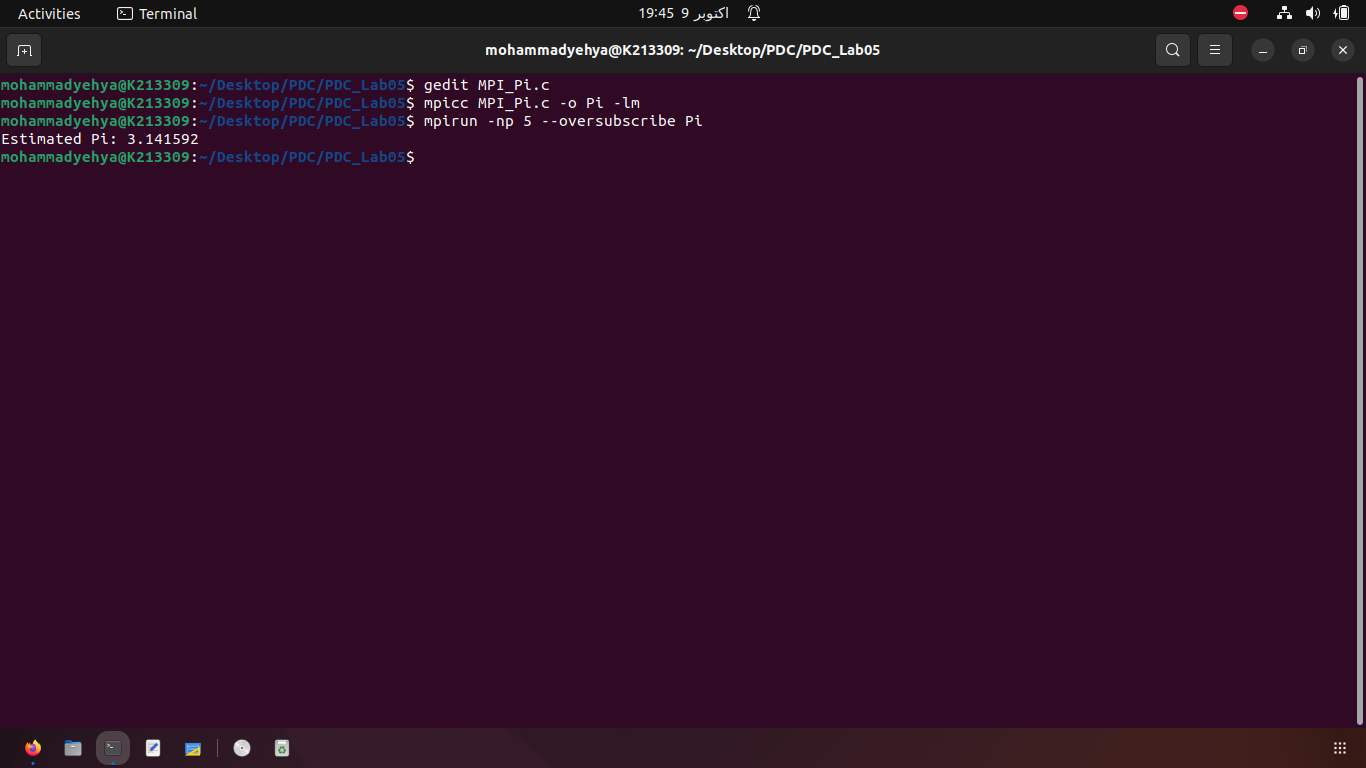 Activities
Terminal
19:45 9 اکتوبر
mohammadyehya@K213309: ~/Desktop/PDC/PDC_Lab05
mohammadyehya@K213309:~/Desktop/PDC/PDC_Lab05$ gedit MPI_Pi.c
mohammadyehya@K213309:~/Desktop/PDC/PDC_Lab05$ mpicc MPI_Pi.c -o Pi -lm
mohammadyehya@K213309:~/Desktop/PDC/PDC_Lab05$ mpirun -np 5 --oversubscribe Pi
Estimated Pi: 3.141592
mohammadyehya@K213309:~/Desktop/PDC/PDC_Lab05$